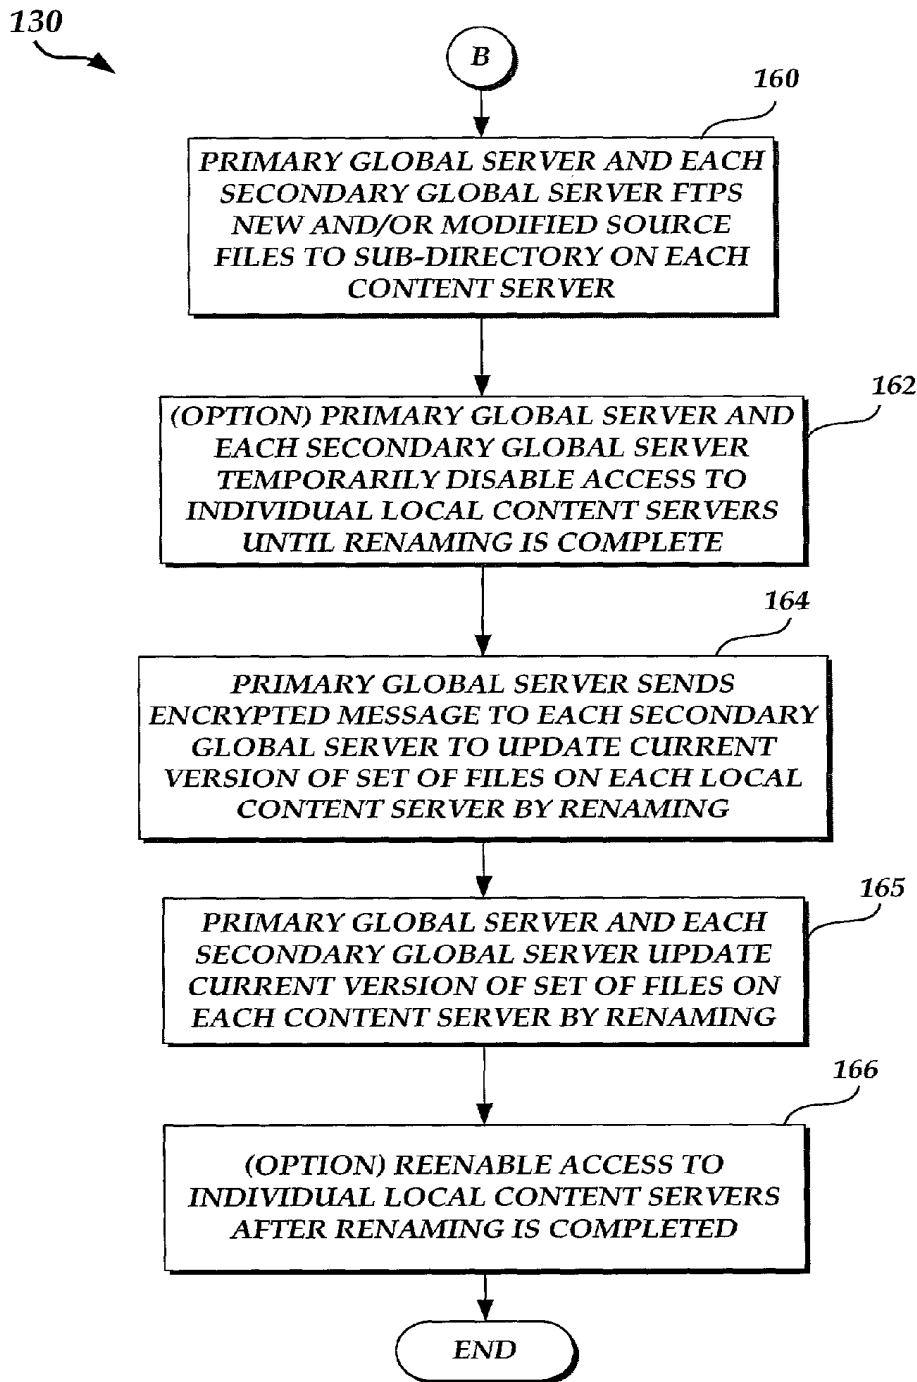 130
B
160
PRIMARY GLOBAL SERVER AND EACH
SECONDARY GLOBAL SERVER FTPS
NEW AND/OR MODIFIED SOURCE
FILES TO SUB-DIRECTORY ON EACH
CONTENT SERVER
162
(OPTION) PRIMARY GLOBAL SERVER AND
EACH SECONDARY GLOBAL SERVER
TEMPORARILY DISABLE ACCESS TO
INDIVIDUAL LOCAL CONTENT SERVERS
UNTIL RENAMING IS COMPLETE
164
PRIMARY GLOBAL SERVER SENDS
ENCRYPTED MESSAGE TO EACH SECONDARY
GLOBAL SERVER TO UPDATE CURRENT
VERSION OF SET OF FILES ON EACH LOCAL
CONTENT SERVER BY RENAMING
165
PRIMARY GLOBAL SERVER AND EACH
SECONDARY GLOBAL SERVER UPDATE
CURRENT VERSION OF SET OF FILES ON
EACH CONTENT SERVER BY RENAMING
166
(OPTION) REENABLE ACCESS TO
INDIVIDUAL LOCAL CONTENT SERVERS
AFTER RENAMING IS COMPLETED
END